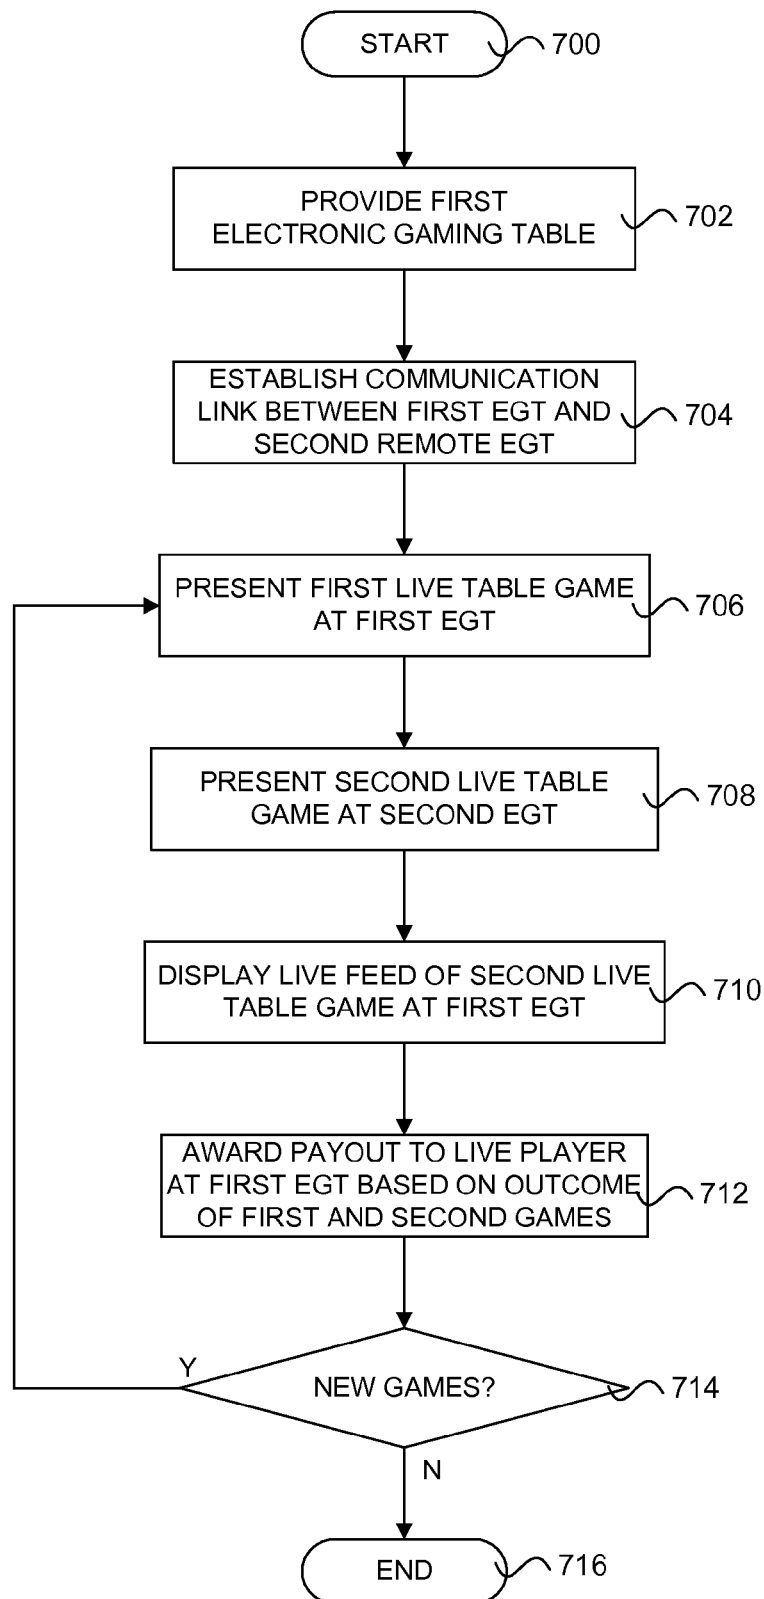 START
700
PROVIDE FIRST
ELECTRONIC GAMING TABLE
702
ESTABLISH COMMUNICATION
LINK BETWEEN FIRST EGT AND
SECOND REMOTE EGT
704
PRESENT FIRST LIVE TABLE GAME
AT FIRST EGT
706
PRESENT SECOND LIVE TABLE
GAME AT SECOND EGT
708
DISPLAY LIVE FEED OF SECOND LIVE
TABLE GAME AT FIRST EGT
710
AWARD PAYOUT TO LIVE PLAYER
AT FIRST EGT BASED ON OUTCOME
OF FIRST AND SECOND GAMES
712
Y
NEW GAMES?
714
N
END
716